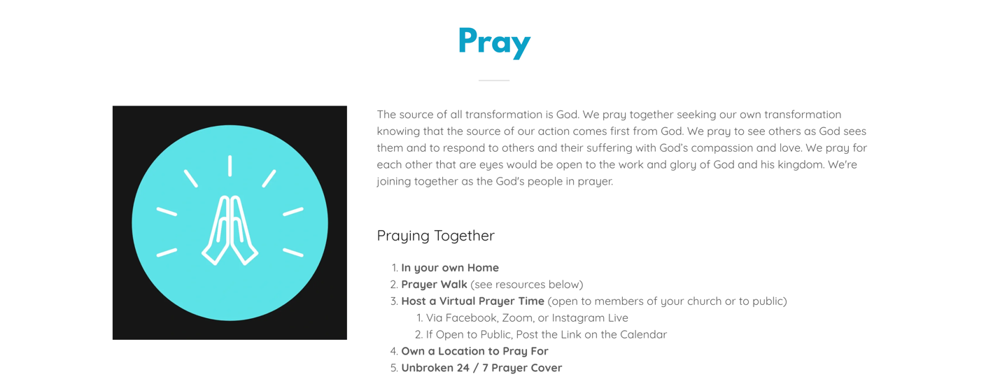 Pray
The source of all transformation is God. We pray together seeking our own transformation
knowing that the source of our action comes first from God. We pray to see others as God sees
them and to respond to others and their suffering with God’s compassion and love. We pray for
each other that are eyes would be open to the work and glory of God and his kingdom. We're
joining together as the God's people in prayer.
Praying Together
1. In your own Home
2. Prayer Walk (see resources below)
3. Host a Virtual Prayer Time (open to members of your church or to public)
1. Via Facebook, Zoom, or Instagram Live
2. If Open to Public, Post the Link on the Calendar
4. Own a Location to Pray For
5. Unbroken 24 / 7 Prayer Cover